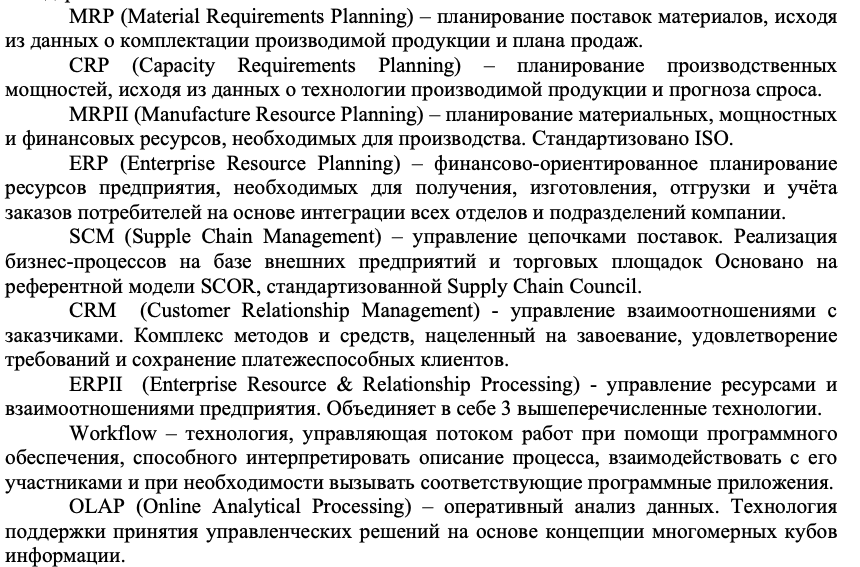 MRP (Material Requirements Planning) – планирование поставок материалов, исходя
из данных о комплектации производимой продукции и плана продаж.
CRP (Capacity Requirements Planning) – планирование производственных
мощностей, исходя из данных о технологии производимой продукции и прогноза спроса.
MRPII (Manufacture Resource Planning) – планирование материальных, мощностных
и финансовых ресурсов, необходимых для производства. Стандартизовано ISO.
ERP (Enterprise Resource Planning) – финансово-ориентированное планирование
ресурсов предприятия, необходимых для получения, изготовления, отгрузки и учёта
заказов потребителей на основе интеграции всех отделов и подразделений компании.
SCM (Supple Chain Management) – управление цепочками поставок. Реализация
бизнес-процессов на базе внешних предприятий и торговых площадок Основано на
референтной модели SCOR, стандартизованной Supply Chain Council.
CRM (Customer Relationship Management) - управление взаимоотношениями с
заказчиками. Комплекс методов и средств, нацеленный на завоевание, удовлетворение
требований и сохранение платежеспособных клиентов.
ERPII (Enterprise Resource & Relationship Processing) - управление ресурсами и
взаимоотношениями предприятия. Объединяет в себе 3 вышеперечисленные технологии.
Workflow – технология, управляющая потоком работ при помощи программного
обеспечения, способного интерпретировать описание процесса, взаимодействовать с его
участниками и при необходимости вызывать соответствующие программные приложения.
OLAP (Online Analytical Processing) – оперативный анализ данных. Технология
поддержки принятия управленческих решений на основе концепции многомерных кубов
информации.